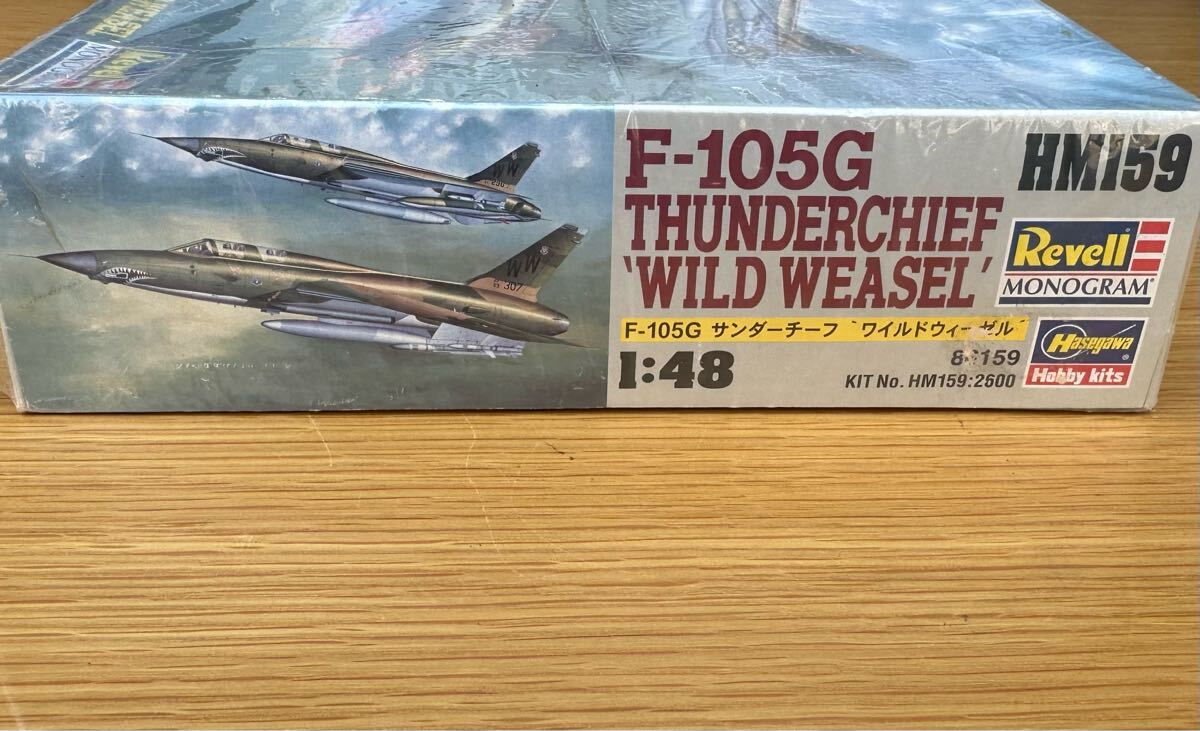 F-105G
THUNDERCHIEF
'WILD WEASEL'
F-105G サンダーチーフ `ワイルドウィーゼル´
1:48
HM159
Revell
MONOGRAM
Hasegawa
Hobby kits
KIT No. HM159:2600
WW
WW
307